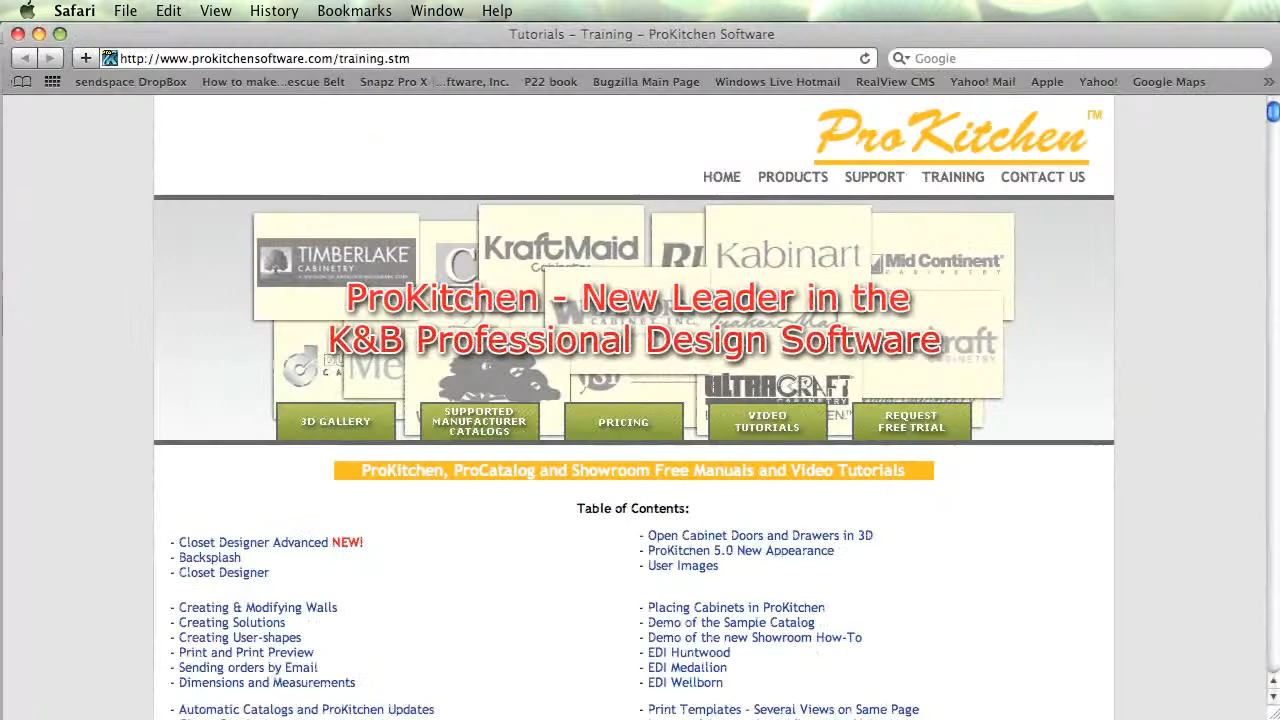 Safari File Edit View History Bookmarks Window Help
Tutorials – Training – ProKitchen Software
http://www.prokitchensoftware.com/training.stm
Google
sendspace DropBox How to make...escue Belt Snapz Pro X ...ftware, Inc. P22 book Bugzilla Main Page Windows Live Hotmail RealView CMS Yahoo! Mail Apple Yahoo! Google Maps
ProKitchen™
HOME PRODUCTS SUPPORT TRAINING CONTACT US
TIMBERLAKE
CABINETRY
KraftMaid
Cabinetry
Kabinart
Mid Continent
CABINETRY
ProKitchen - New Leader in the
K&B Professional Design Software
CABINET INC.
CABINETRY
ULTRACRAFT
3D GALLERY
SUPPORTED
MANUFACTURER
CATALOGS
PRICING
VIDEO
TUTORIALS
REQUEST
FREE TRIAL
ProKitchen, ProCatalog and Showroom Free Manuals and Video Tutorials
Table of Contents:
- Closet Designer Advanced NEW!
- Backsplash
- Closet Designer
- Open Cabinet Doors and Drawers in 3D
- ProKitchen 5.0 New Appearance
- User Images
- Creating & Modifying Walls
- Creating Solutions
- Creating User-shapes
- Print and Print Preview
- Sending orders by Email
- Dimensions and Measurements
- Placing Cabinets in ProKitchen
- Demo of the Sample Catalog
- Demo of the new Showroom How-To
- EDI Huntwood
- EDI Medallion
- EDI Wellborn
- Automatic Catalogs and ProKitchen Updates
- Print Templates - Several Views on Same Page